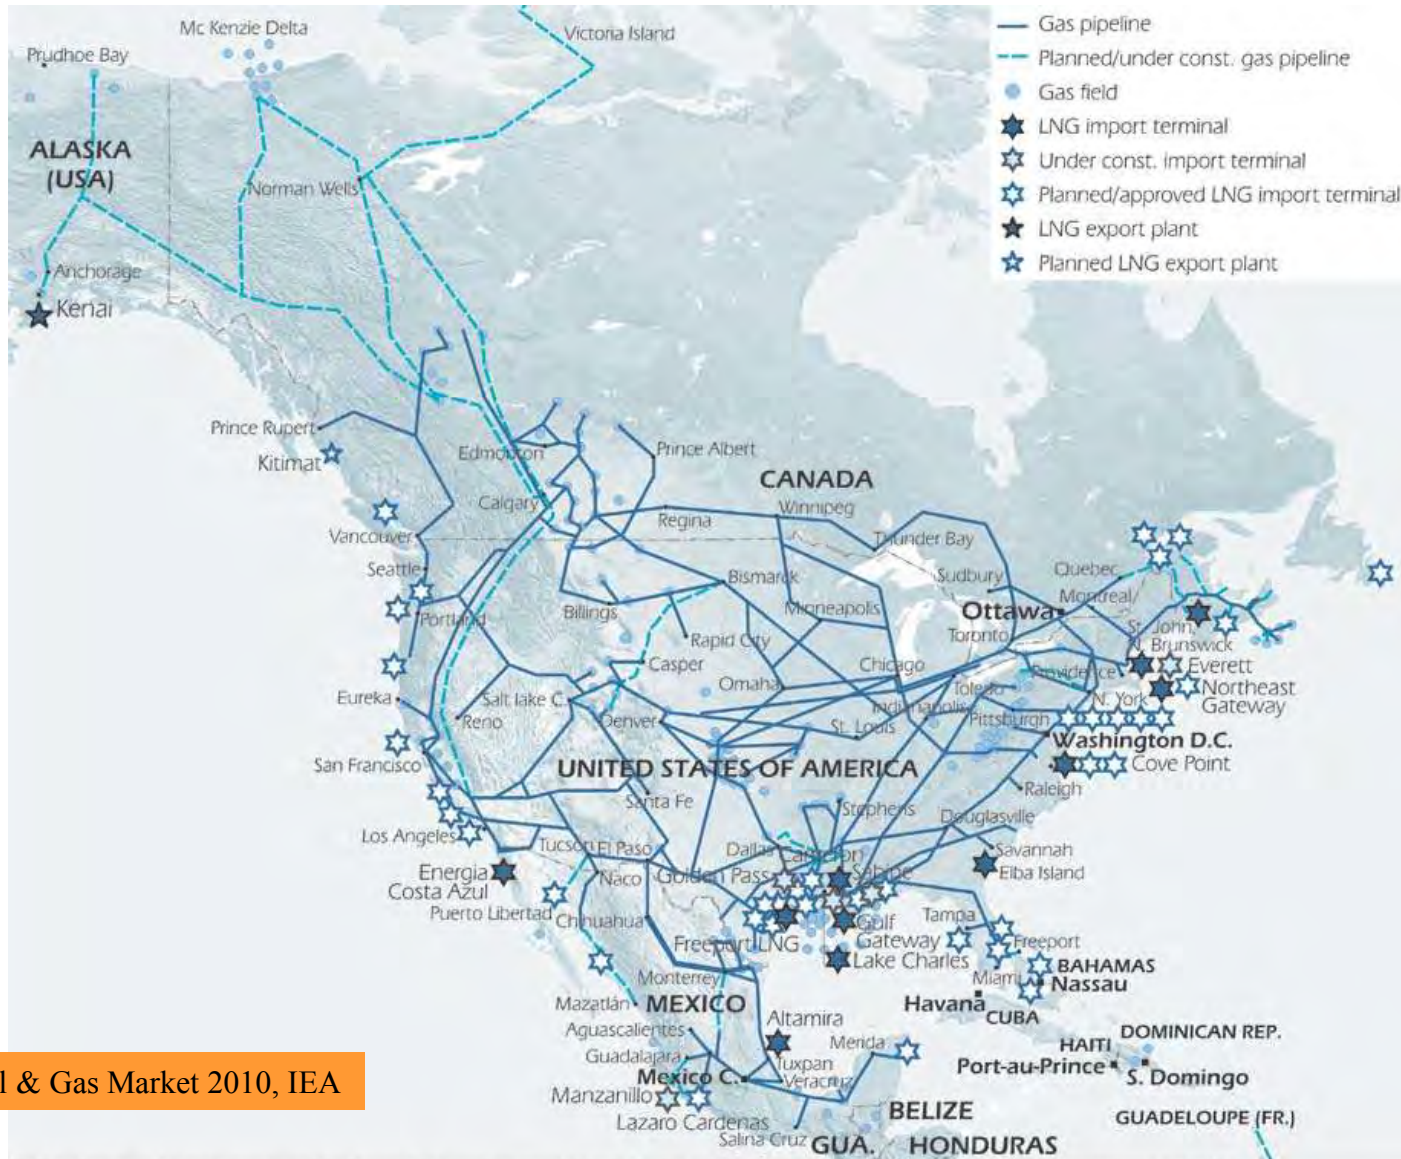 Mc Kenzie Delta
Victoria Island
Prudhoe Bay
Gas pipeline
Planned/under const. gas pipeline
Gas field
LNG import terminal
Under const. import terminal
Planned/approved LNG import terminal
LNG export plant
Planned LNG export plant
ALASKA
(USA)
Norman Wells
Anchorage
Kenai
Prince Rupert
Kitimat
Edmonton
Prince Albert
CANADA
Calgary
Regina
Winnipeg
Vancouver
Thunder Bay
Seattle
Bismarck
Sudbury
Quebec
Billings
Minneapolis
Ottawa
Montreal
Portland
Rapid City
Toronto
St. John,
N. Brunswick
Casper
Chicago
Providence
Everett
Eureka
Salt lake C.
Omaha
Toledo
N. York
Northeast
Gateway
Reno
Denver
St. Louis
Indianapolis
Pittsburgh
Washington D.C.
San Francisco
UNITED STATES OF AMERICA
Cove Point
Santa Fe
Stephens
Raleigh
Los Angeles
Douglasville
Tucson
El Paso
Dallas
Cameron
Savannah
Energia
Costa Azul
Naco
Golden Pass
Sabine
Elba Island
Puerto Libertad
Chihuahua
Tampa
Freeport LNG
Gulf
Gateway
Freeport
Lake Charles
Miami
BAHAMAS
Nassau
Monterrey
Mazatlán
MEXICO
Havana
CUBA
Aguascalientes
Altamira
DOMINICAN REP.
Guadalajara
Merida
HAITI
Tuxpan
Port-au-Prince
S. Domingo
Mexico C.
Veracruz
Manzanillo
l & Gas Market 2010, IEA
Lazaro Cardenas
BELIZE
GUADELOUPE (FR.)
Salina Cruz
GUA.
HONDURAS